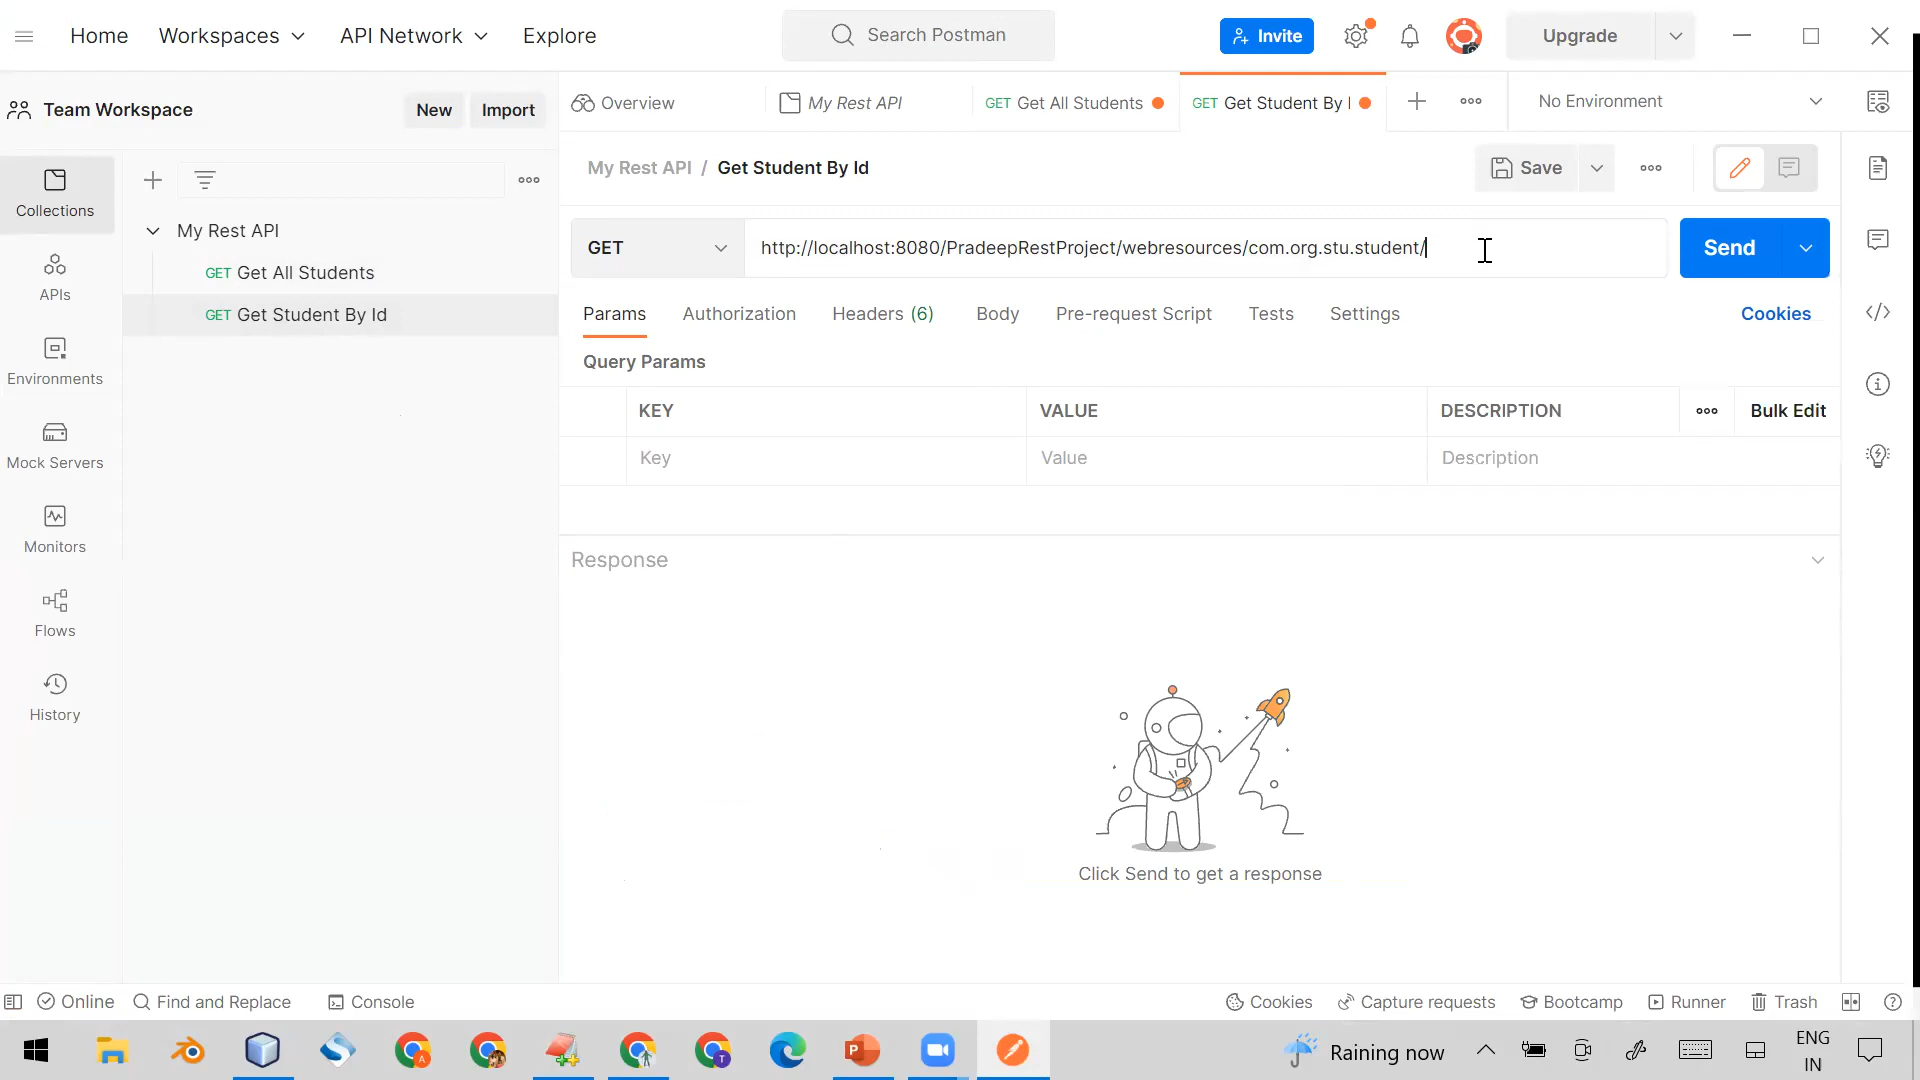 Home Workspaces API Network Explore Search Postman Invite Upgrade
Team Workspace New Import
Overview My Rest API GET Get All Students GET Get Student By I No Environment
My Rest API / Get Student By Id Save
Collections
My Rest API
GET Get All Students
GET Get Student By Id
GET http://localhost:8080/PradeepRestProject/webresources/com.org.stu.student/ Send
APIs
Params Authorization Headers (6) Body Pre-request Script Tests Settings Cookies
Query Params
Environments
KEY VALUE DESCRIPTION Bulk Edit
Key Value Description
Mock Servers
Monitors
Response
Flows
History
Click Send to get a response
Online Find and Replace Console Cookies Capture requests Bootcamp Runner Trash
A T P Raining now ENG
IN